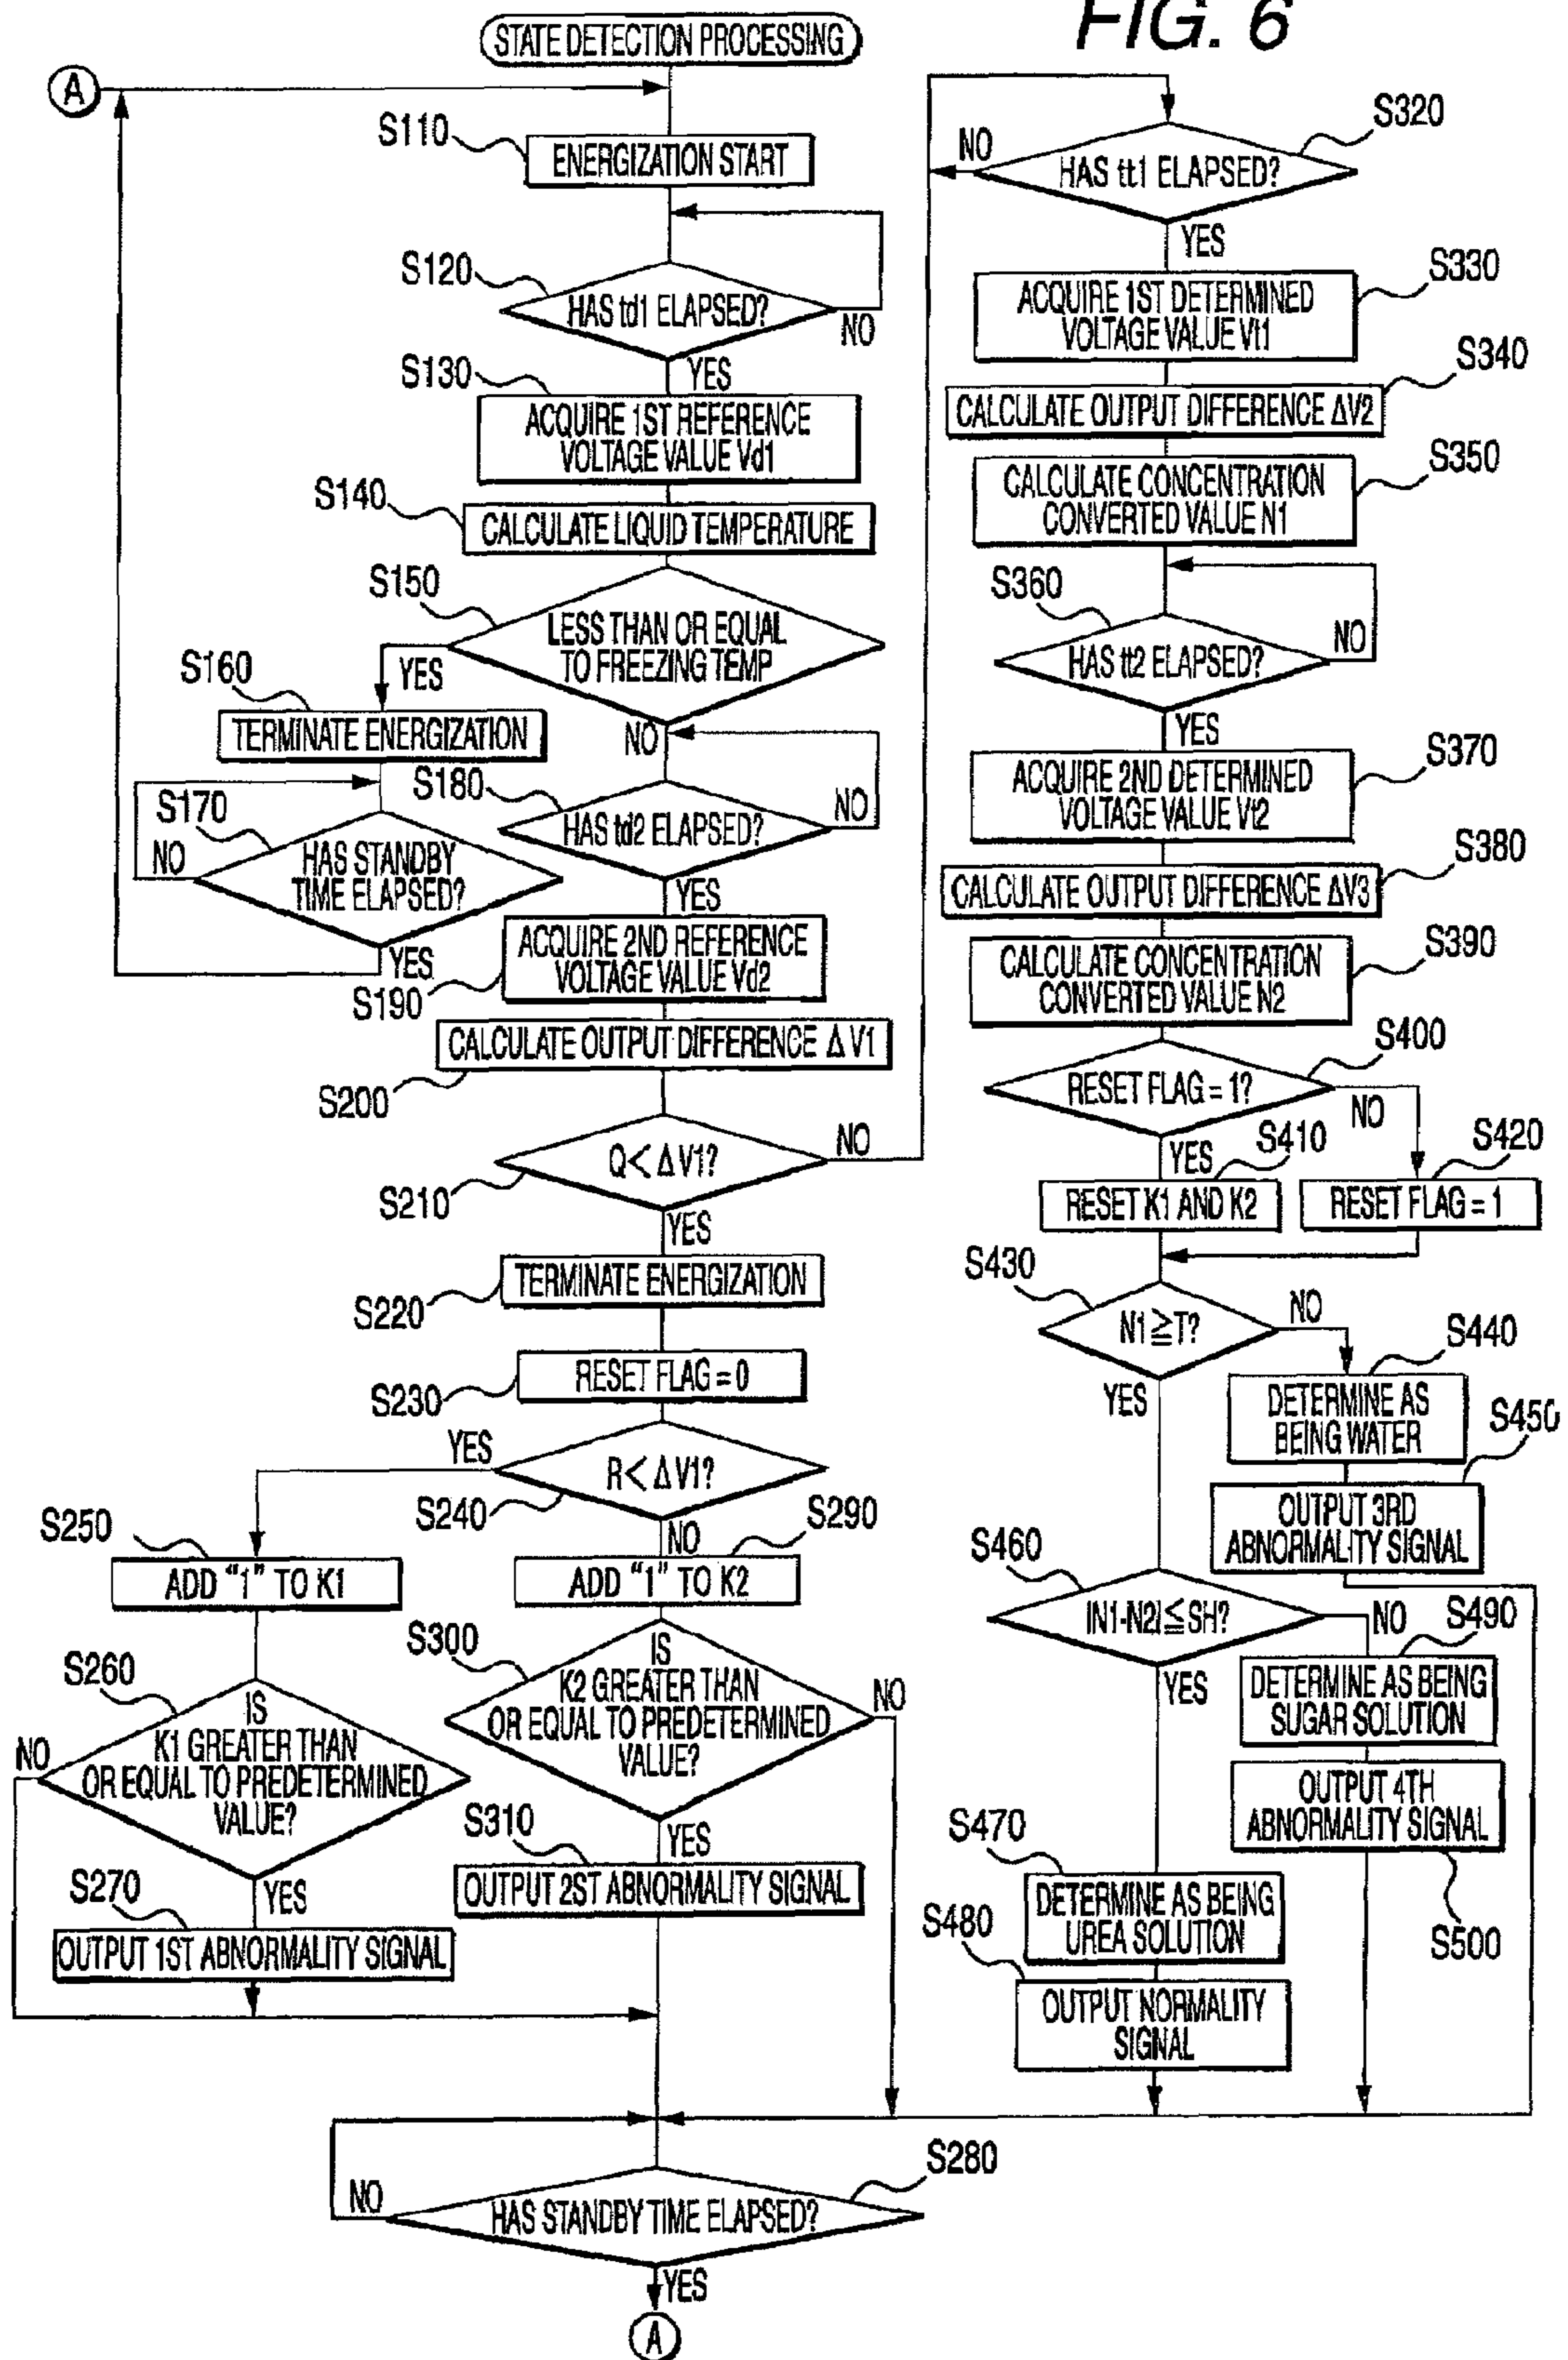 FIG. 6
STATE DETECTION PROCESSING
A
S110
ENERGIZATION START
S120
HAS td1 ELAPSED?
NO
YES
S130
ACQUIRE 1ST REFERENCE
VOLTAGE VALUE Vd1
S140
CALCULATE LIQUID TEMPERATURE
S150
LESS THAN OR EQUAL
TO FREEZING TEMP
YES
NO
S160
TERMINATE ENERGIZATION
S170
HAS STANDBY
TIME ELAPSED?
NO
YES
S180
HAS td2 ELAPSED?
NO
YES
S190
ACQUIRE 2ND REFERENCE
VOLTAGE VALUE Vd2
CALCULATE OUTPUT DIFFERENCE ΔV1
S200
Q<ΔV1?
NO
S210
YES
S220
TERMINATE ENERGIZATION
S230
RESET FLAG = 0
YES
R<ΔV1?
S240
NO
S250
ADD "1" TO K1
S260
IS
K1 GREATER THAN
OR EQUAL TO PREDETERMINED
VALUE?
NO
YES
S270
OUTPUT 1ST ABNORMALITY SIGNAL
S290
ADD "1" TO K2
S300
IS
K2 GREATER THAN
OR EQUAL TO PREDETERMINED
VALUE?
NO
YES
S310
OUTPUT 2ST ABNORMALITY SIGNAL
S280
HAS STANDBY TIME ELAPSED?
NO
YES
A
S320
HAS tt1 ELAPSED?
NO
YES
S330
ACQUIRE 1ST DETERMINED
VOLTAGE VALUE Vt1
S340
CALCULATE OUTPUT DIFFERENCE ΔV2
S350
CALCULATE CONCENTRATION
CONVERTED VALUE N1
S360
HAS tt2 ELAPSED?
NO
YES
S370
ACQUIRE 2ND DETERMINED
VOLTAGE VALUE Vt2
S380
CALCULATE OUTPUT DIFFERENCE ΔV3
S390
CALCULATE CONCENTRATION
CONVERTED VALUE N2
S400
RESET FLAG = 1?
NO
YES
S410
RESET K1 AND K2
S420
RESET FLAG = 1
S430
N1≧T?
NO
YES
S440
DETERMINE AS
BEING WATER
S450
OUTPUT 3RD
ABNORMALITY SIGNAL
S460
|N1-N2|≦SH?
NO
YES
S490
DETERMINE AS BEING
SUGAR SOLUTION
OUTPUT 4TH
ABNORMALITY SIGNAL
S500
S470
DETERMINE AS BEING
UREA SOLUTION
S480
OUTPUT NORMALITY
SIGNAL